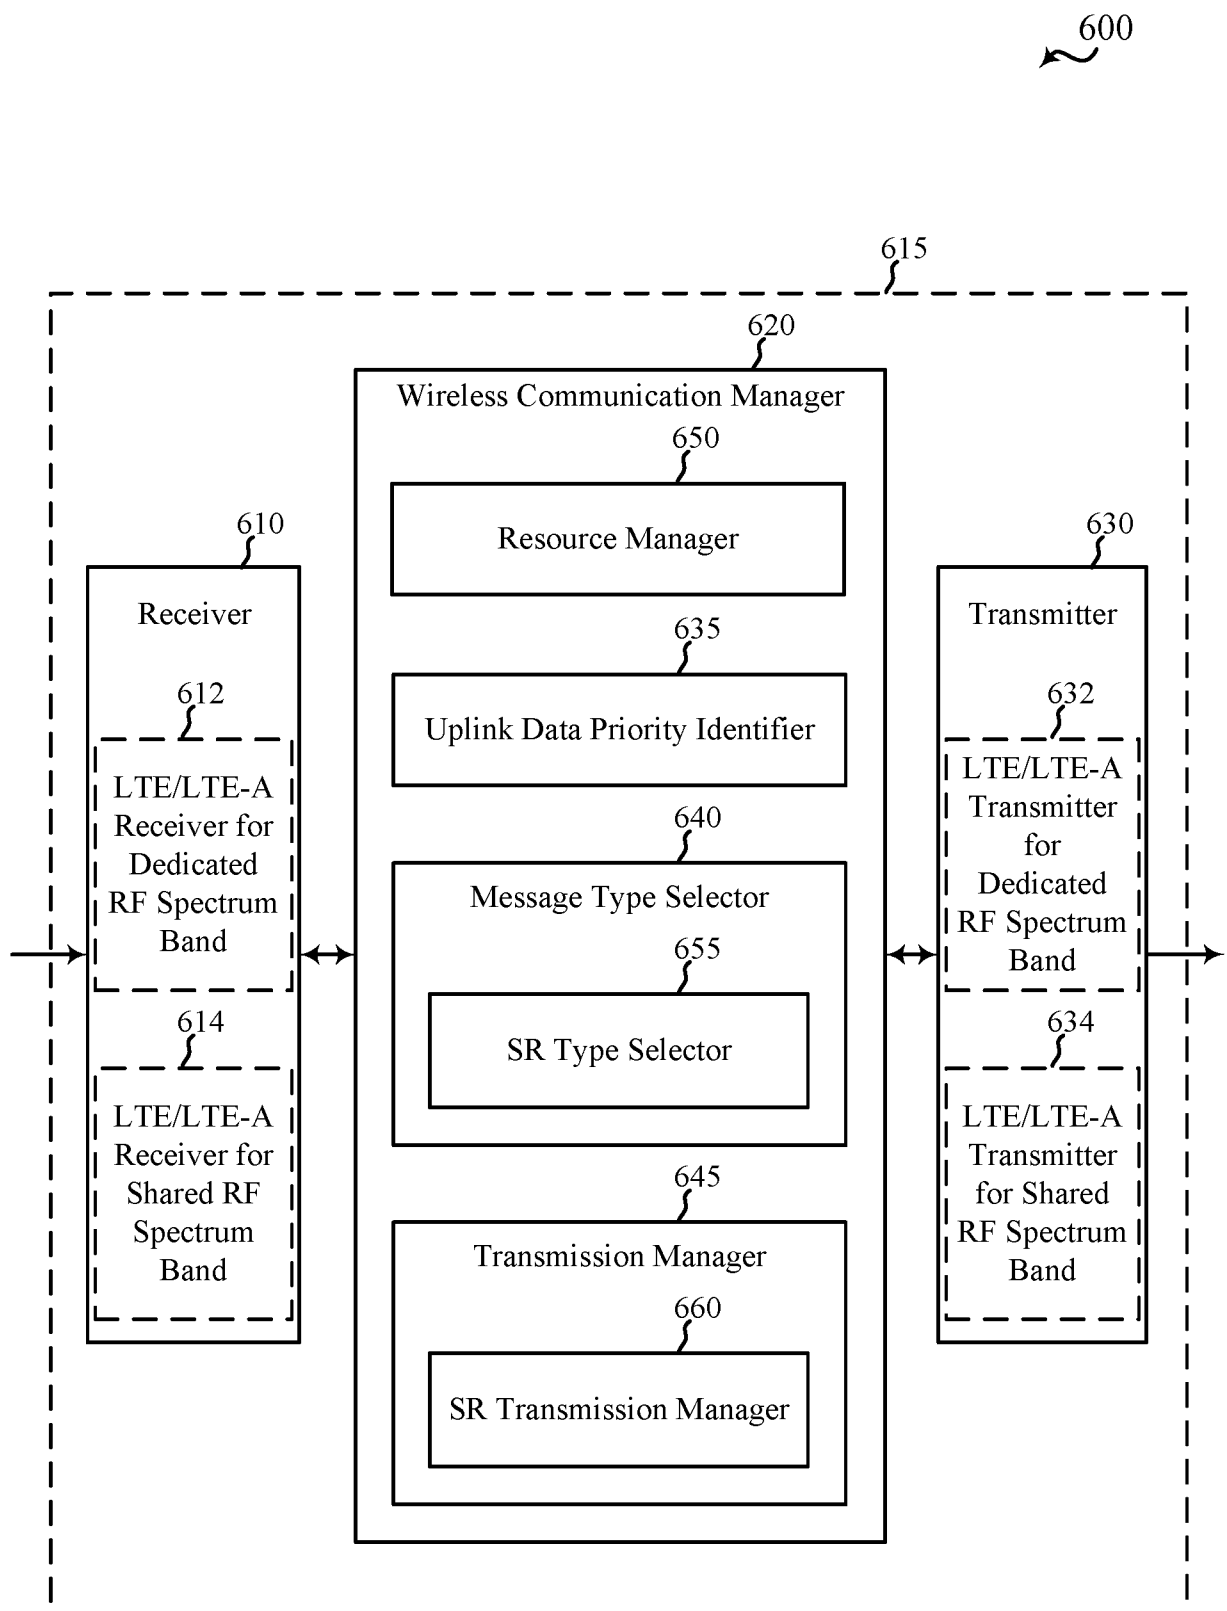 600
615
620
Wireless Communication Manager
650
Resource Manager
610
Receiver
612
LTE/LTE-A
Receiver for
Dedicated
RF Spectrum
Band
614
LTE/LTE-A
Receiver for
Shared RF
Spectrum
Band
635
Uplink Data Priority Identifier
640
Message Type Selector
655
SR Type Selector
645
Transmission Manager
660
SR Transmission Manager
630
Transmitter
632
LTE/LTE-A
Transmitter
for
Dedicated
RF Spectrum
Band
634
LTE/LTE-A
Transmitter
for Shared
RF Spectrum
Band